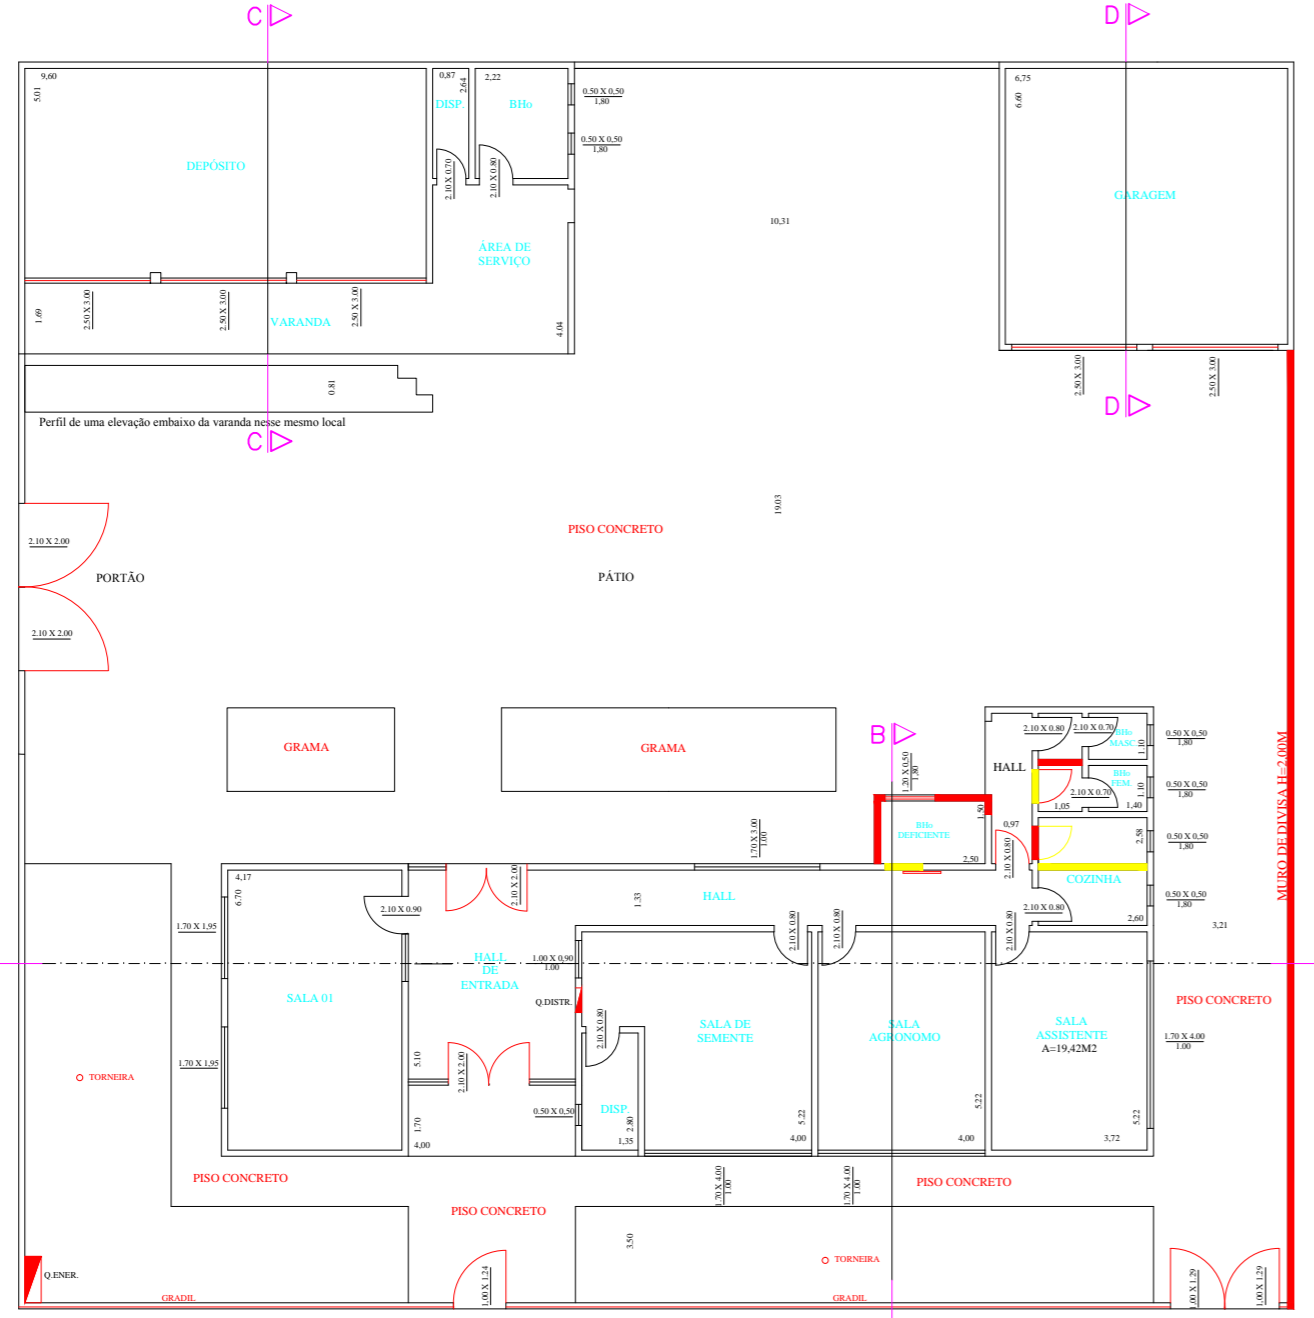 C
D
9,60
5.01
0,87
2.64
2,22
6,75
6.60
0.50 X 0,50
1,80
DISP.
BHo
0.50 X 0,50
1,80
DEPÓSITO
2.10 X 0.70
2.10 X 0.80
GARAGEM
10,31
ÁREA DE
SERVIÇO
1.69
2.50 X 3.00
2.50 X 3.00
2.50 X 3.00
VARANDA
4.04
2.50 X 3.00
2.50 X 3.00
0.81
D
Perfil de uma elevação embaixo da varanda nesse mesmo local
C
19.03
PISO CONCRETO
2.10 X 2.00
PORTÃO
PÁTIO
2.10 X 2.00
GRAMA
GRAMA
B
2.10 X 0.80
2.10 X 0.70
BHo
MASC.
1.10
0.50 X 0,50
1,80
HALL
1.20 X 0,50
1,80
BHo
FEM.
1.10
2.10 X 0.70
0.50 X 0,50
1,80
1,05
1,40
MURO DE DIVISA H=2,00M
1.50
BHo
DEFICIENTE
0,97
2,58
0.50 X 0,50
1,80
1.70 X 3.00
1.00
2,50
2.10 X 0.80
4,17
6.70
2.10 X 2.00
COZINHA
HALL
1.33
2.10 X 0.90
0.50 X 0,50
1,80
2.10 X 0.80
2,60
1.70 X 1,95
2.10 X 0.80
2.10 X 0.80
2.10 X 0.80
3,21
HALL
DE
ENTRADA
1.00 X 0,90
1.00
SALA 01
Q.DISTR.
PISO CONCRETO
SALA DE
SEMENTE
SALA
AGRONOMO
SALA
ASSISTENTE
A=19,42M2
2.10 X 0.80
1.70 X 4.00
1.00
1.70 X 1,95
5.10
2.10 X 2.00
TORNEIRA
0.50 X 0,50
DISP.
1.70
4,00
2.80
1,35
5.22
4,00
5.22
4,00
5.22
3,72
PISO CONCRETO
1.70 X 4.00
1.00
1.70 X 4.00
1.00
PISO CONCRETO
PISO CONCRETO
3.50
TORNEIRA
Q.ENER.
1,00 X 1.24
1,00 X 1.29
1,00 X 1.29
GRADIL
GRADIL